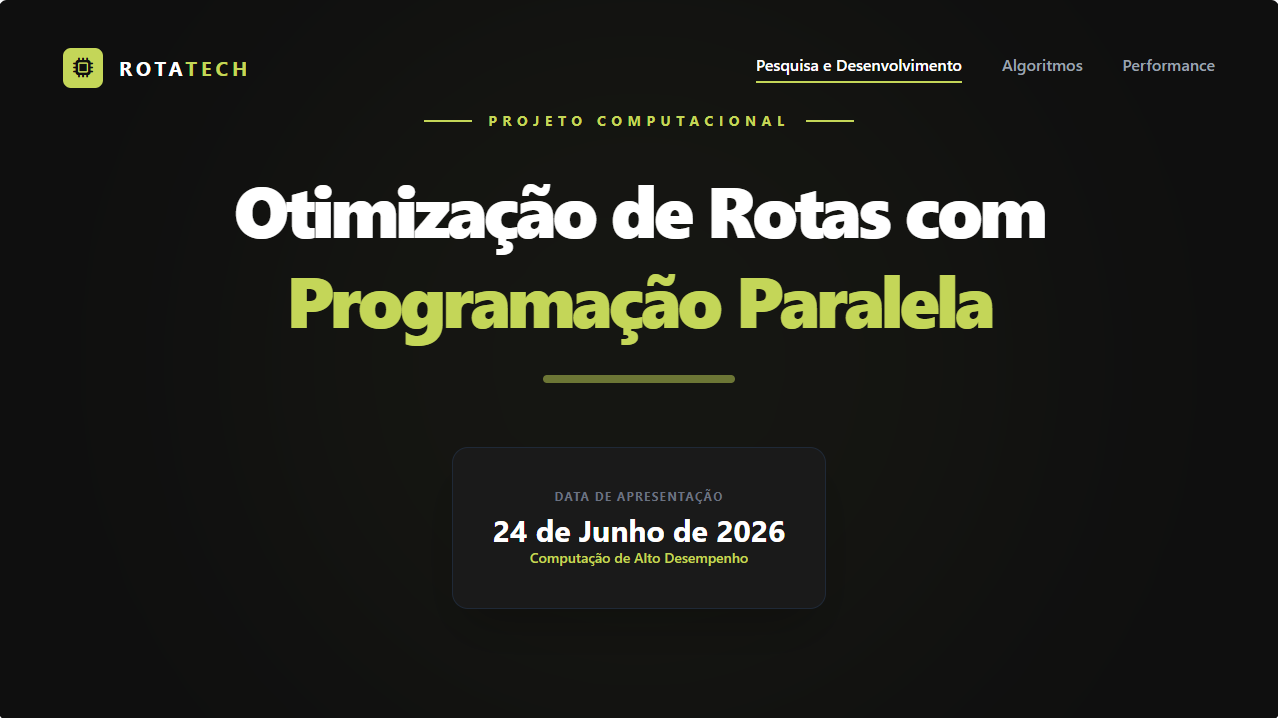 ROTATECH
Pesquisa e Desenvolvimento
Algoritmos
Performance
PROJETO COMPUTACIONAL
Otimização de Rotas com
Programação Paralela
DATA DE APRESENTAÇÃO
24 de Junho de 2026
Computação de Alto Desempenho